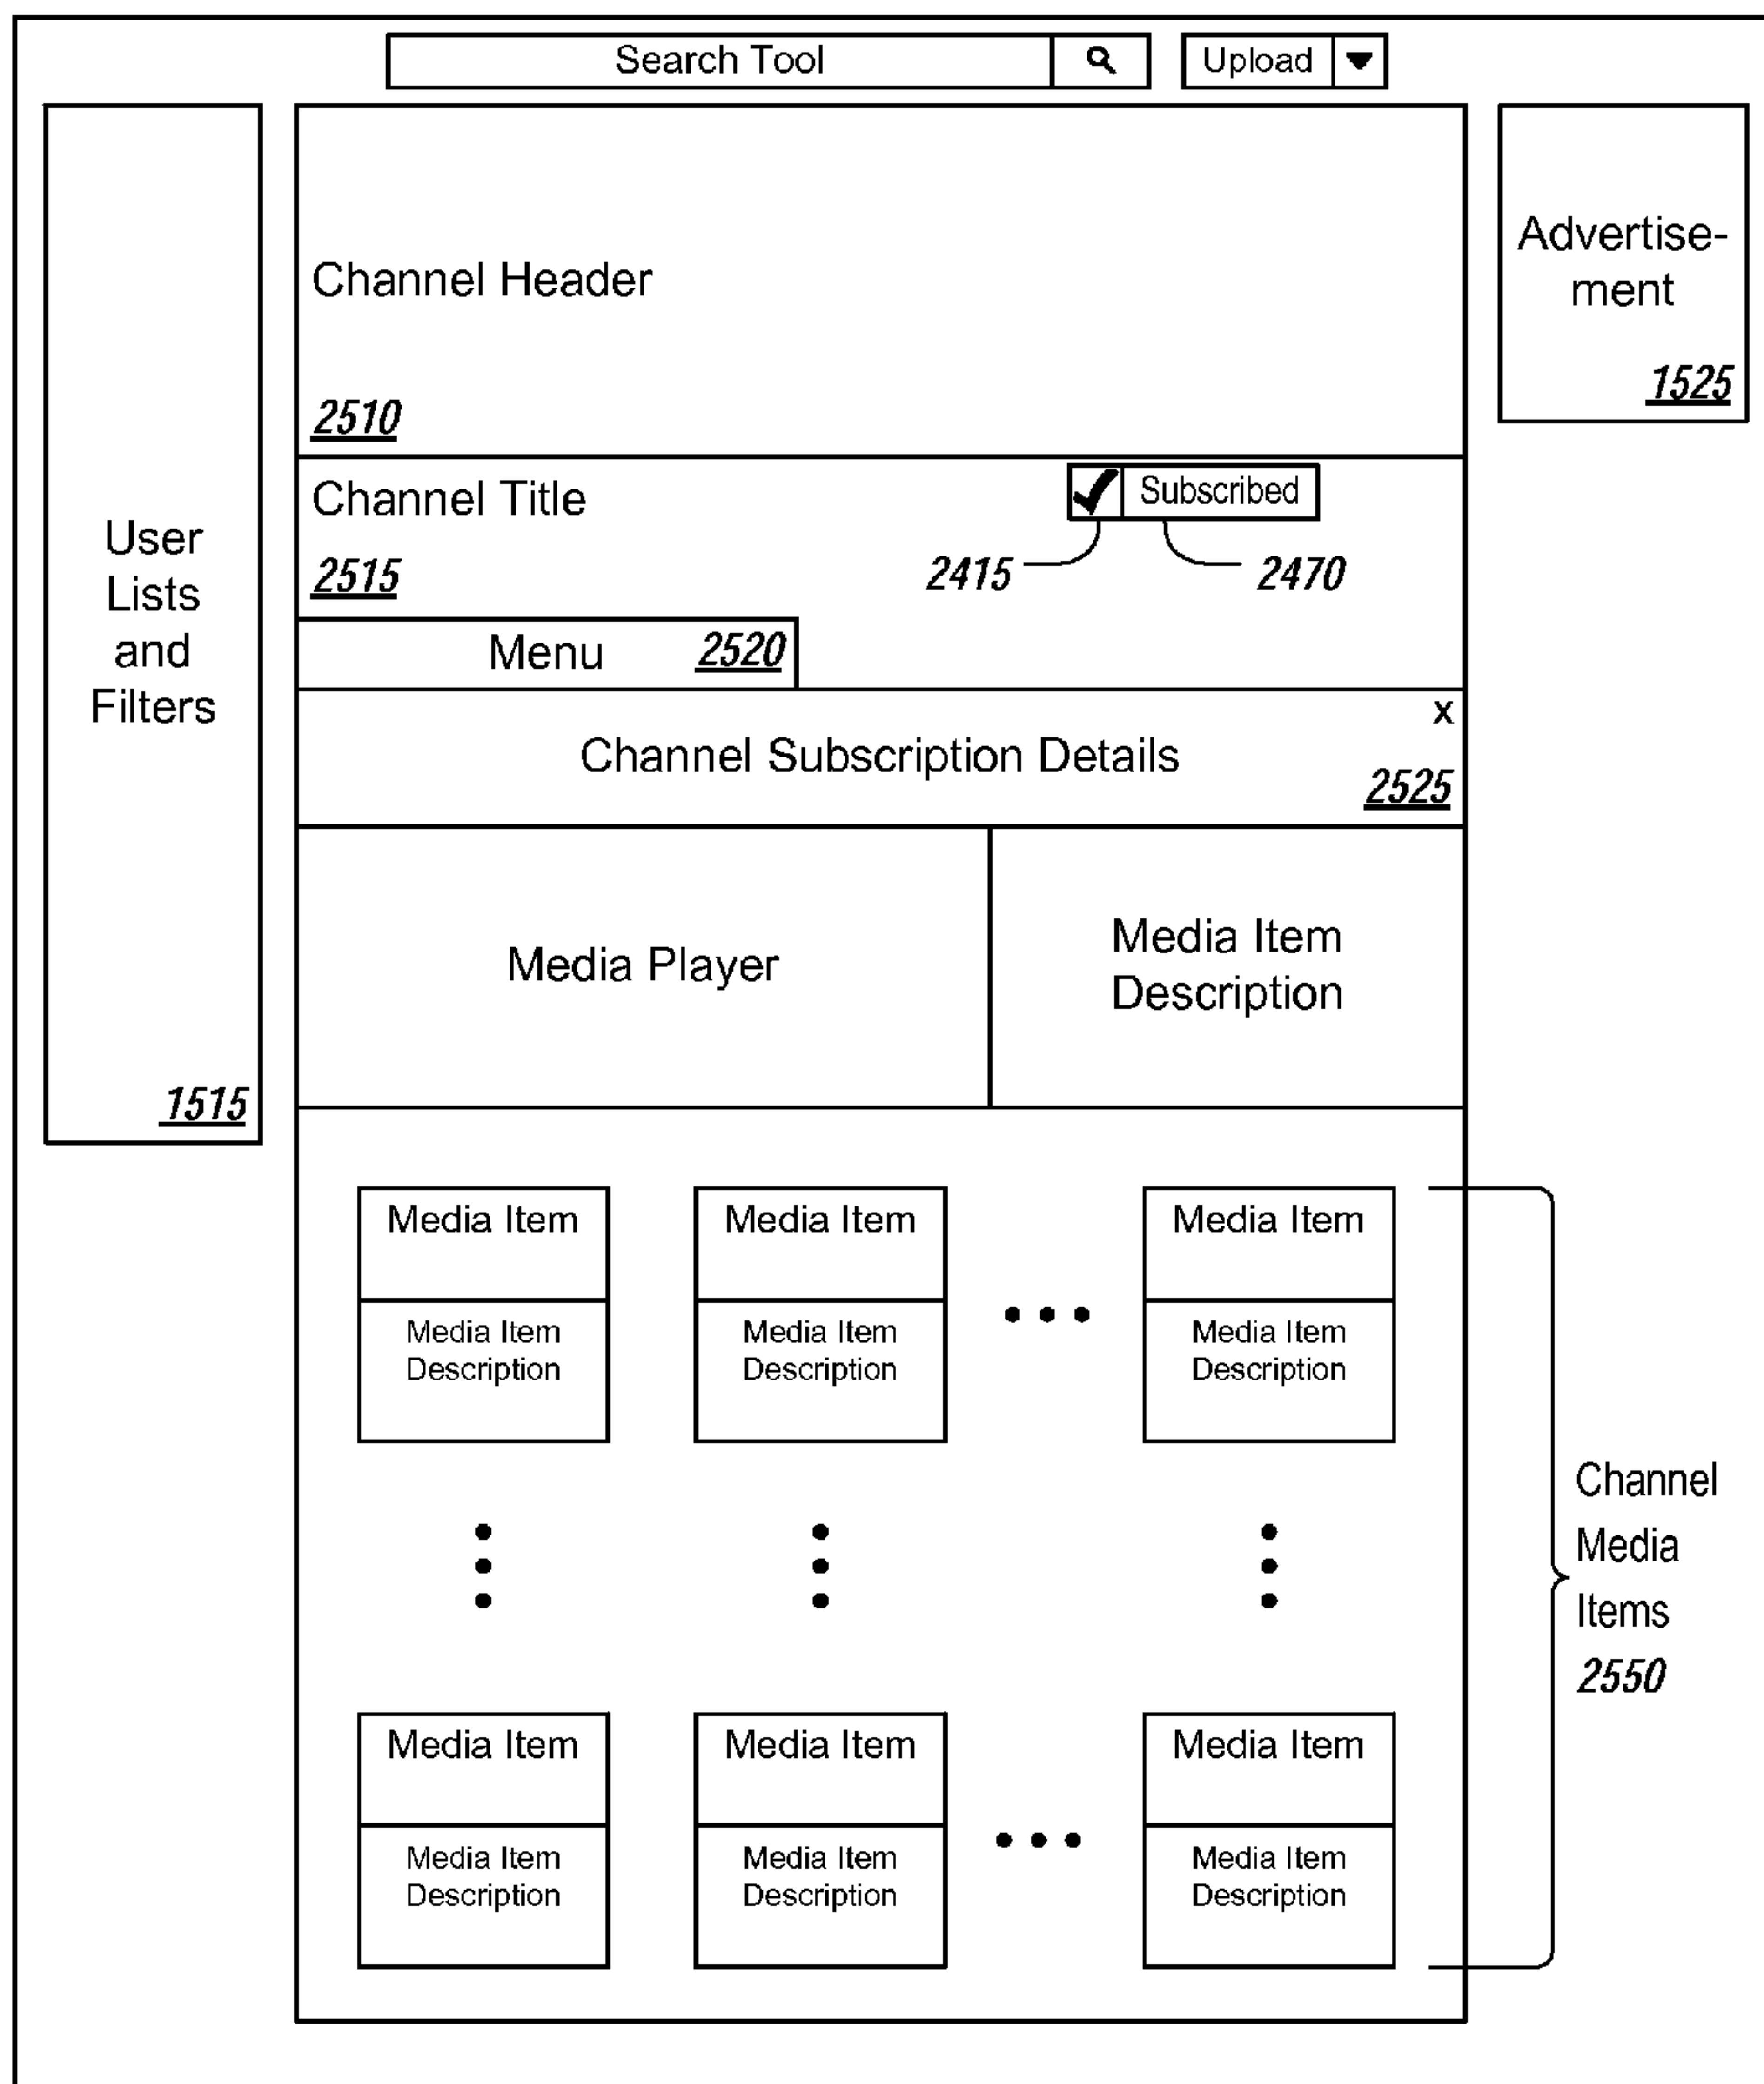 Search Tool
Upload
Channel Header
2510
Advertise-
ment
1525
User
Lists
and
Filters
1515
Channel Title
2515
Subscribed
2415
2470
Menu 2520
x
Channel Subscription Details
2525
Media Player
Media Item
Description
Media Item Media Item Media Item
Media Item Media Item Media Item
Description Description Description
Channel
Media
Items
2550
Media Item Media Item Media Item
Media Item Media Item Media Item
Description Description Description